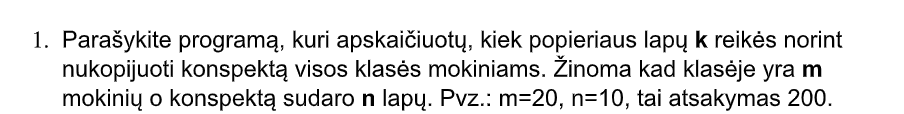 1. Parašykite programą, kuri apskaičiuotų, kiek popieriaus lapų k reikės norint
nukopijuoti konspektą visos klasės mokiniams. Žinoma kad klasėje yra m
mokinių o konspektą sudaro n lapų. Pvz.: m=20, n=10, tai atsakymas 200.